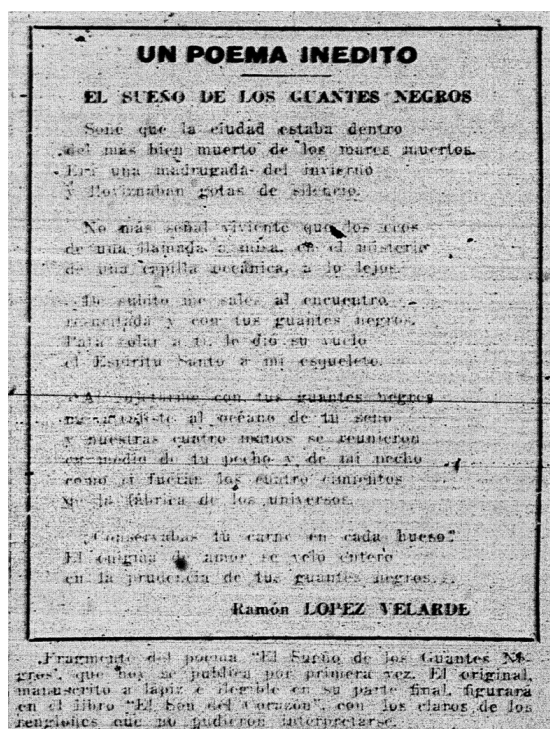 UN POEMA INEDITO
EL SUEÑO DE LOS GUANTES NEGROS
Soñé que la ciudad estaba dentro
del más bien muerto de los mares muertos.
Era una madrugada del invierno
y lloviznaban gotas de silencio.
No más señal viviente que los ecos
de una llamada a misa, en el misterio
de una capilla oceánica, a lo lejos.
De súbito me sales al encuentro,
resucitada y con tus guantes negros.
Para volar a ti, le dió su vuelo
el Espíritu Santo a mi esqueleto.
Al sujetarme con tus guantes negros
me atrajiste al océano de tu seno
y nuestras cuatro manos se reunieron
en medio de tu pecho y de mi pecho
como si fueran los cuatro cimientos
de la fábrica de los universos.
¿Conservabas tu carne en cada hueso?
El enigma de amor se veló entero
en la prudencia de tus guantes negros...
Ramón LOPEZ VELARDE
Fragmento del poema "El Sueño de los Guantes Ne-
gros", que hoy se publica por primera vez. El original,
manuscrito a lápiz e ilegible en su parte final, figurará
en el libro "El Son del Corazón", con los claros de los
renglones que no pudieron interpretarse.